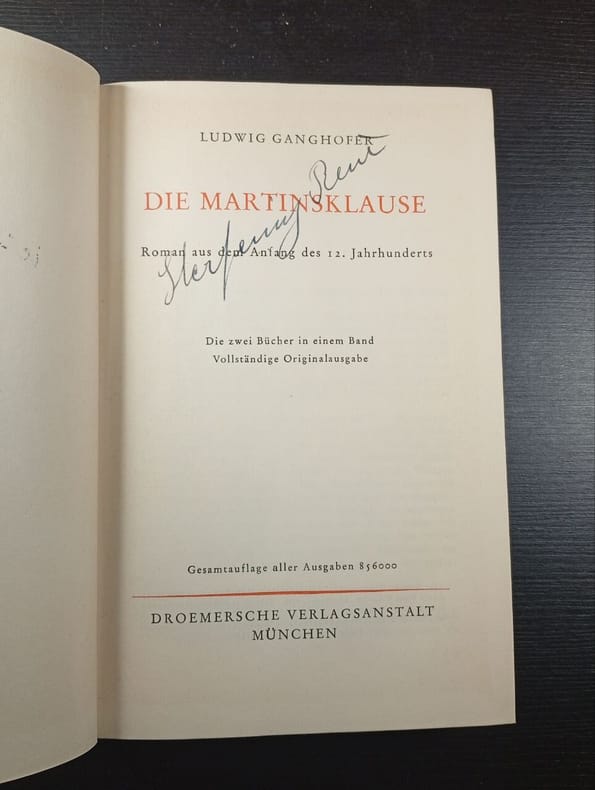 LUDWIG GANGHOFER
DIE MARTINSKLAUSE
Roman aus dem Anfang des 12. Jahrhunderts
Die zwei Bücher in einem Band
Vollständige Originalausgabe
Gesamtauflage aller Ausgaben 856000
DROEMERSCHE VERLAGSANSTALT
MÜNCHEN